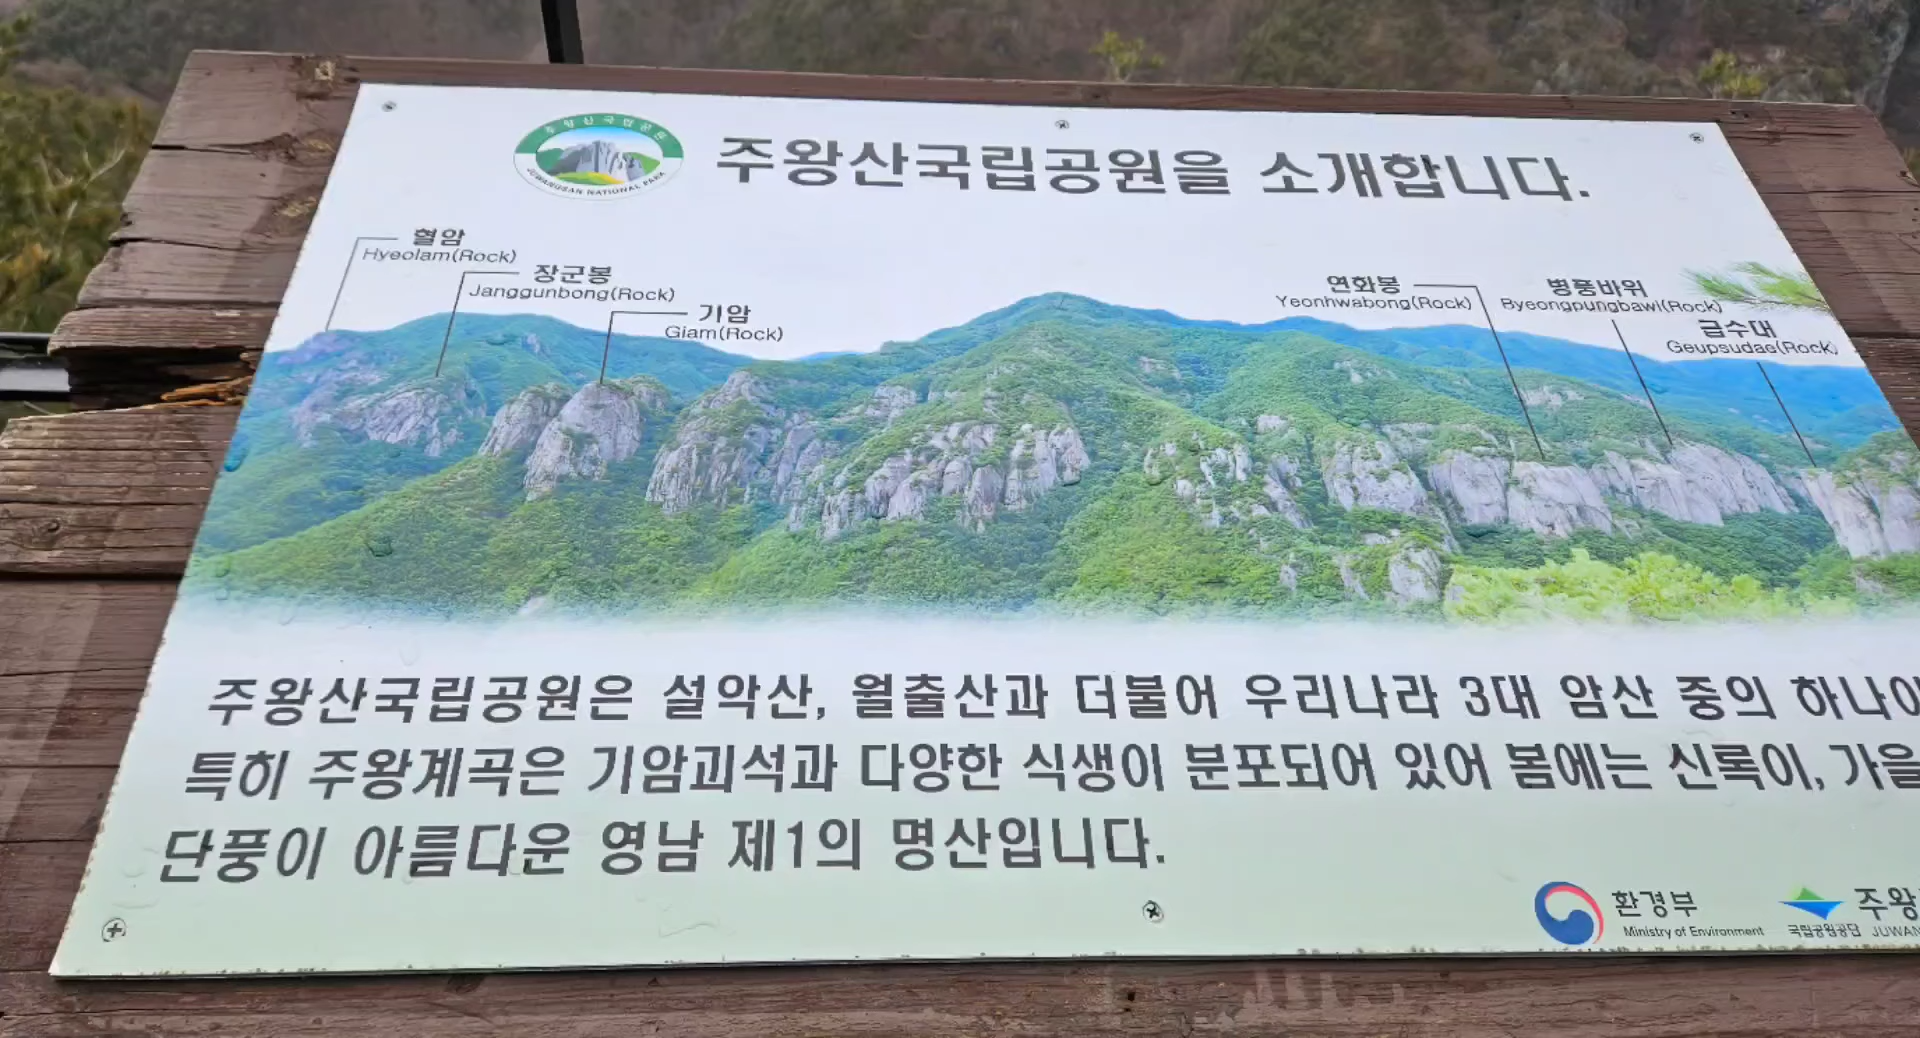 주왕산국립공원
JUWANGSAN NATIONAL PARK
주왕산국립공원을 소개합니다.
혈암
Hyeolam(Rock)
장군봉
Janggunbong(Rock)
기암
Giam(Rock)
연화봉
Yeonhwabong(Rock)
병풍바위
Byeongpungbawi(Rock)
급수대
Geupsudae(Rock)
주왕산국립공원은 설악산, 월출산과 더불어 우리나라 3대 암산 중의 하나이
특히 주왕계곡은 기암괴석과 다양한 식생이 분포되어 있어 봄에는 신록이, 가을
단풍이 아름다운 영남 제1의 명산입니다.
환경부
Ministry of Environment
국립공원공단
주왕
JUWAN